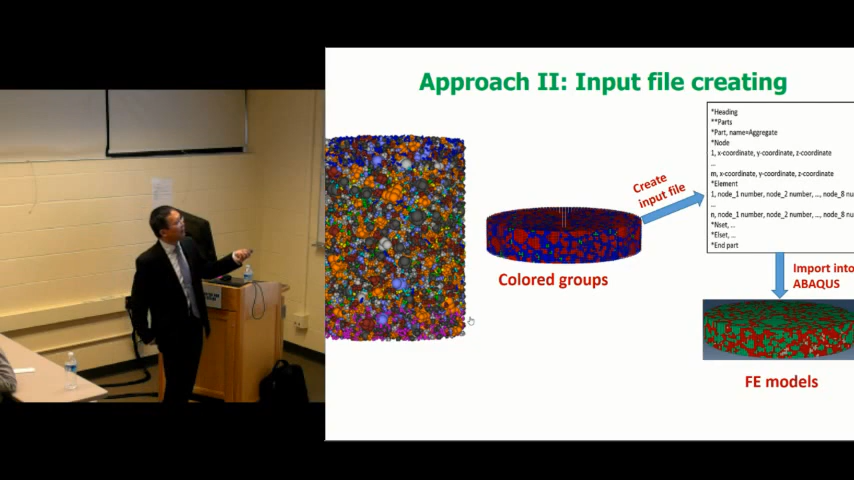 Approach II: Input file creating
*Heading
**Parts
*Part, name=Aggregate
*Node
1, x-coordinate, y-coordinate, z-coordinate
...
m, x-coordinate, y-coordinate, z-coordinate
*Element
1, node_1 number, node_2 number, ..., node_8 nu
...
n, node_1 number, node_2 number, ..., node_8 nu
*Nset, ...
*Elset, ...
*End part
Create
input file
Colored groups
Import into
ABAQUS
FE models